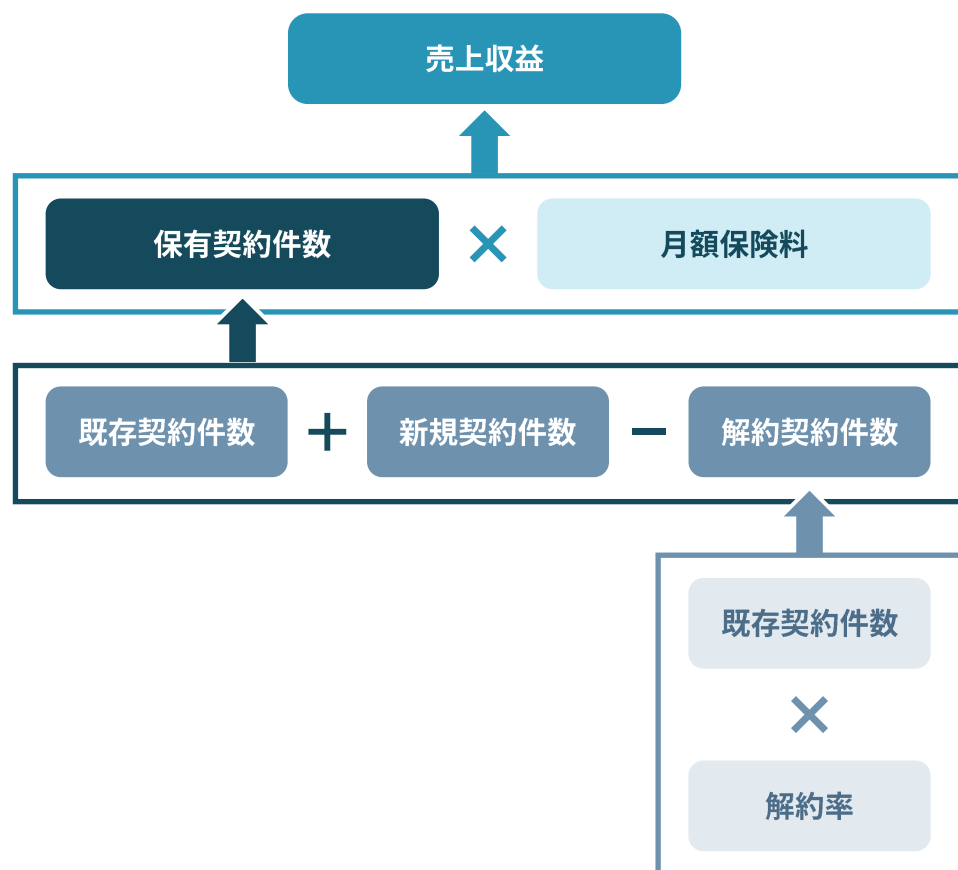 売上収益
保有契約件数 × 月額保険料
既存契約件数 + 新規契約件数 − 解約契約件数
既存契約件数
×
解約率